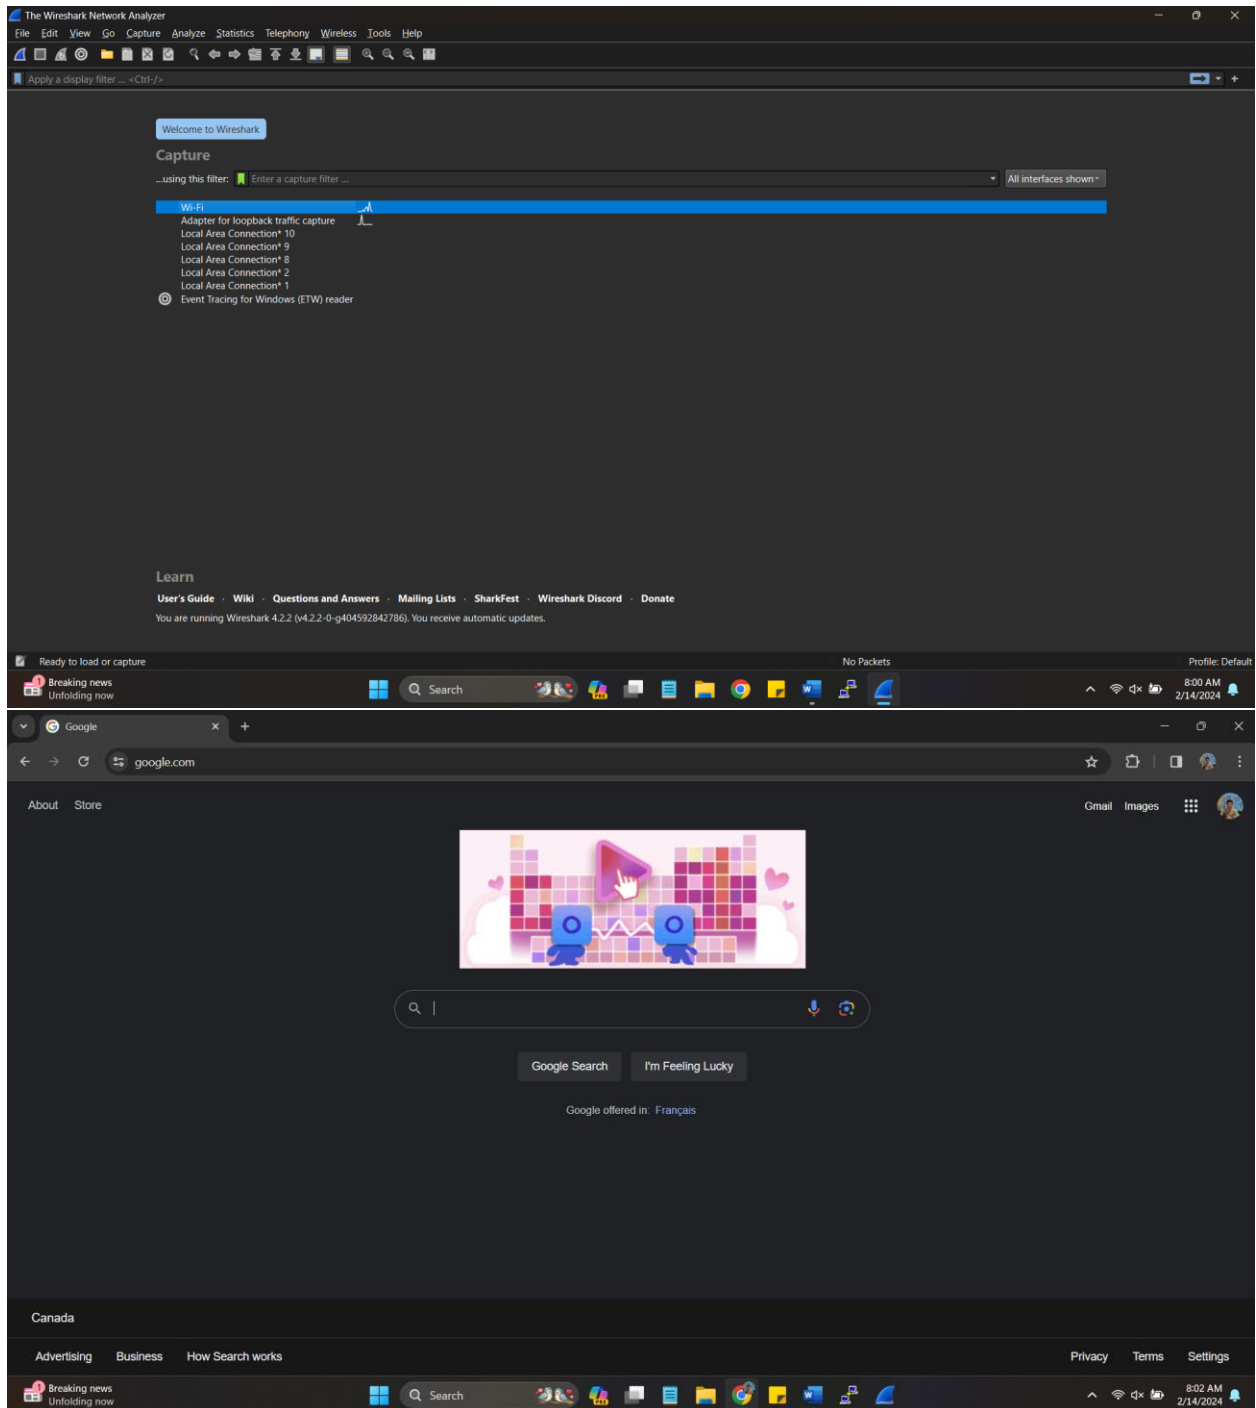 The Wireshark Network Analyzer
File Edit View Go Capture Analyze Statistics Telephony Wireless Tools Help
Apply a display filter ... <Ctrl-/>
Welcome to Wireshark
Capture
...using this filter: Enter a capture filter ... All interfaces shown
Wi-Fi
Adapter for loopback traffic capture
Local Area Connection* 10
Local Area Connection* 9
Local Area Connection* 8
Local Area Connection* 2
Local Area Connection* 1
Event Tracing for Windows (ETW) reader
Learn
User's Guide · Wiki · Questions and Answers · Mailing Lists · SharkFest · Wireshark Discord · Donate
You are running Wireshark 4.2.2 (v4.2.2-0-g404592842786). You receive automatic updates.
Ready to load or capture No Packets Profile: Default
1 Breaking news
Unfolding now
Search
8:00 AM
2/14/2024
Google
google.com
About Store Gmail Images
Google Search I'm Feeling Lucky
Google offered in: Français
Canada
Advertising Business How Search works Privacy Terms Settings
1 Breaking news
Unfolding now
Search
8:02 AM
2/14/2024